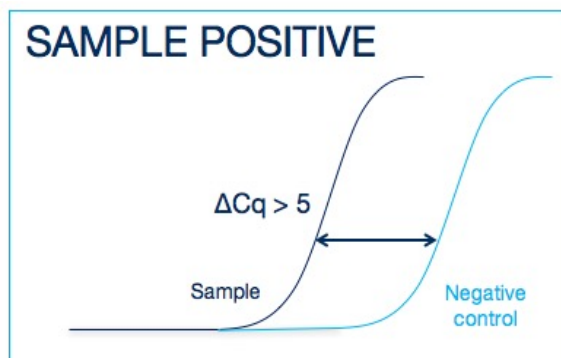 SAMPLE POSITIVE
ΔCq > 5
Sample
Negative
control